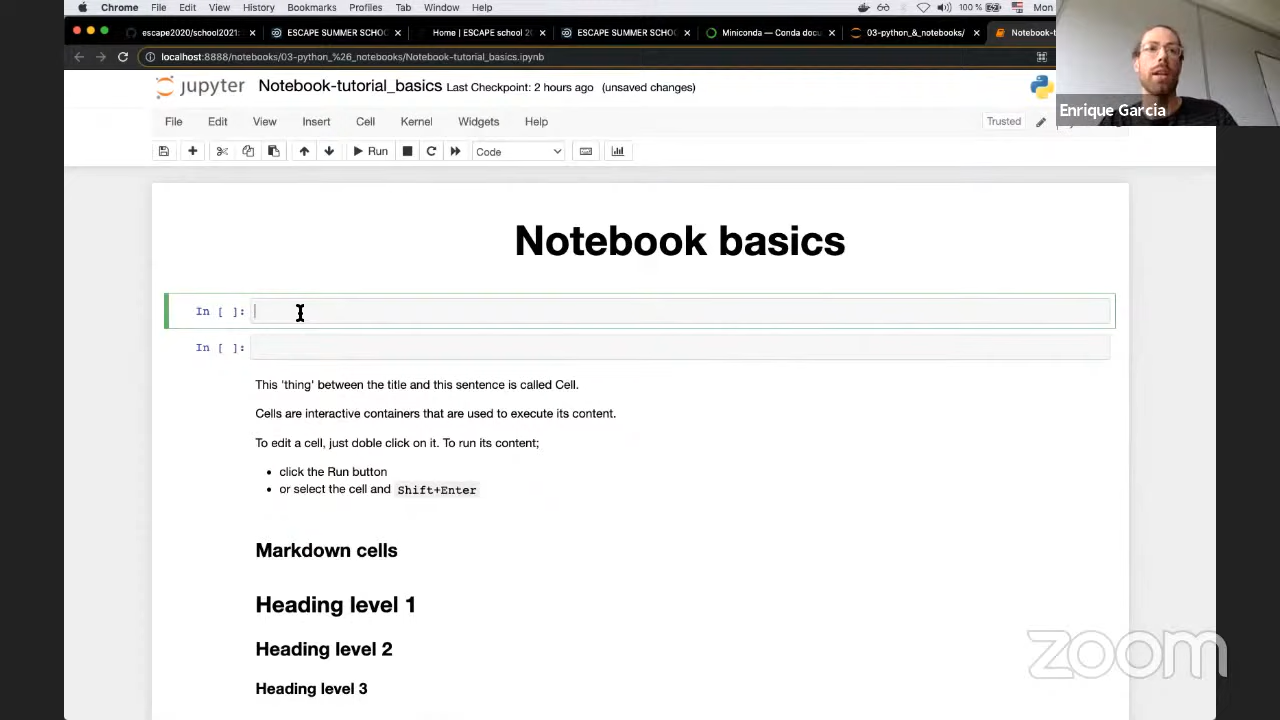 Chrome File Edit View History Bookmarks Profiles Tab Window Help 100 % Mon
escape2020/school2021: ESCAPE SUMMER SCHO Home | ESCAPE school 2 ESCAPE SUMMER SCHO Miniconda — Conda docu 03-python_&_notebooks/ Notebook-t
localhost:8888/notebooks/03-python_%26_notebooks/Notebook-tutorial_basics.ipynb
Enrique Garcia
jupyter Notebook-tutorial_basics Last Checkpoint: 2 hours ago (unsaved changes)
File Edit View Insert Cell Kernel Widgets Help Trusted
Run Code
Notebook basics
In [ ]:
In [ ]:
This 'thing' between the title and this sentence is called Cell.
Cells are interactive containers that are used to execute its content.
To edit a cell, just doble click on it. To run its content;
• click the Run button
• or select the cell and Shift+Enter
Markdown cells
Heading level 1
Heading level 2
Heading level 3
zoom